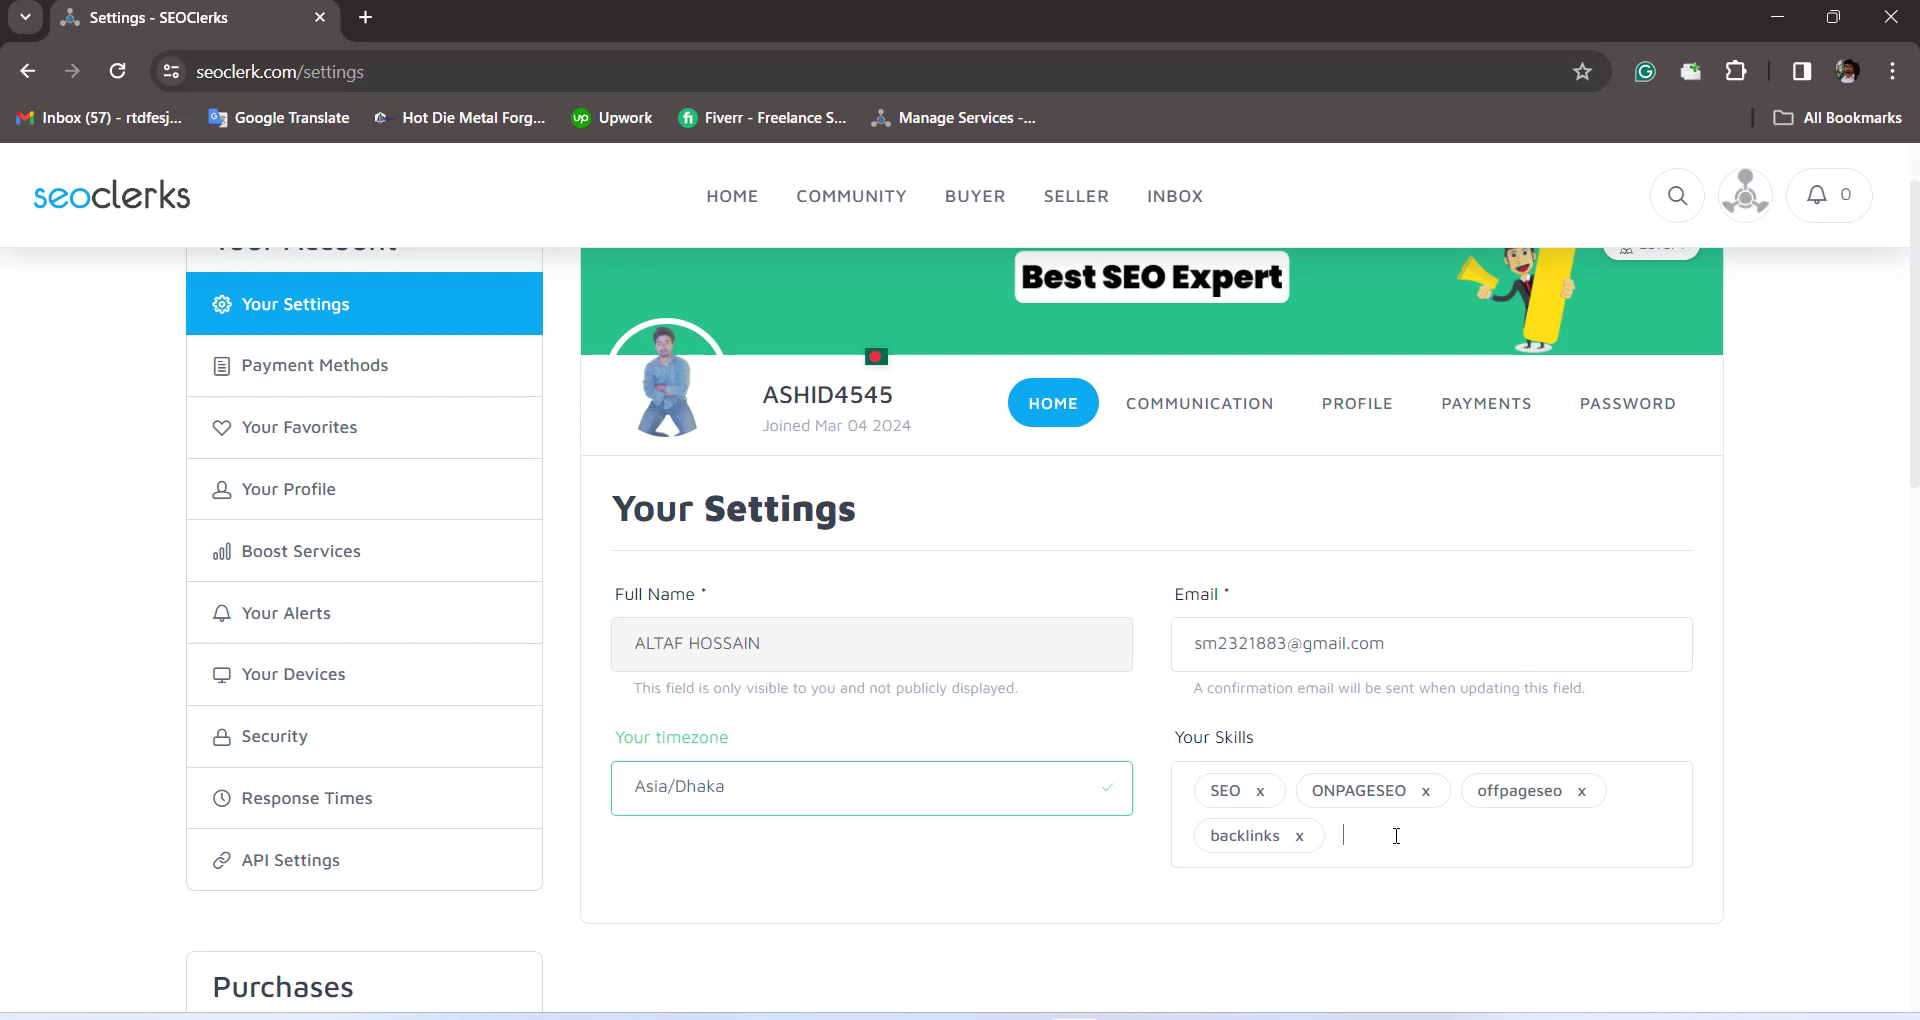 Settings - SEOClerks
seoclerk.com/settings
Inbox (57) - rtdfesj...
Google Translate
Hot Die Metal Forg...
Upwork
Fiverr - Freelance S...
Manage Services -...
All Bookmarks
seoclerks
HOME
COMMUNITY
BUYER
SELLER
INBOX
0
Your Account
Your Settings
Payment Methods
Your Favorites
Your Profile
Boost Services
Your Alerts
Your Devices
Security
Response Times
API Settings
Purchases
Best SEO Expert
ASHID4545
Joined Mar 04 2024
HOME
COMMUNICATION
PROFILE
PAYMENTS
PASSWORD
Your Settings
Full Name *
ALTAF HOSSAIN
This field is only visible to you and not publicly displayed.
Email *
sm2321883@gmail.com
A confirmation email will be sent when updating this field.
Your timezone
Asia/Dhaka
Your Skills
SEO x
ONPAGESEO x
offpageseo x
backlinks x